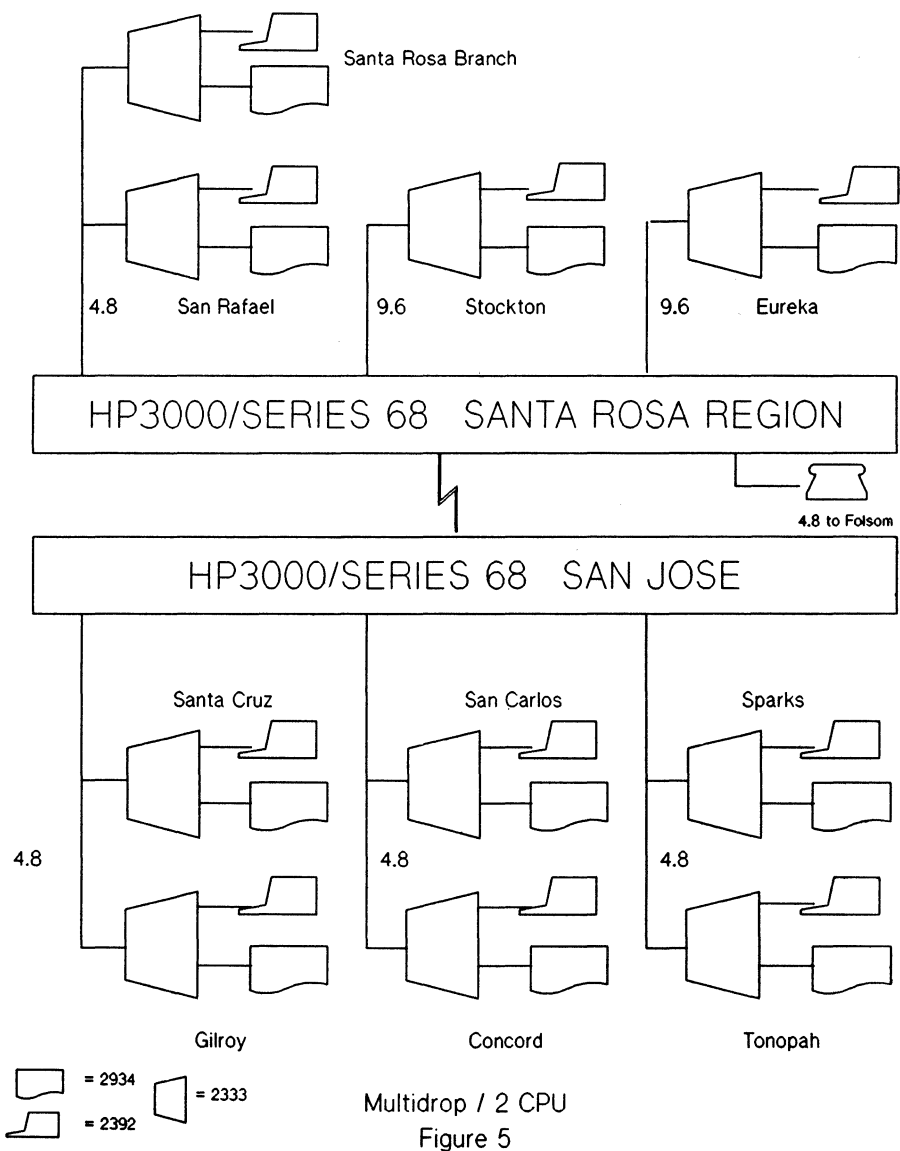 Santa Rosa Branch
4.8 San Rafael 9.6 Stockton 9.6 Eureka
HP3000/SERIES 68 SANTA ROSA REGION
4.8 to Folsom
HP3000/SERIES 68 SAN JOSE
Santa Cruz San Carlos Sparks
4.8 4.8 4.8
Gilroy Concord Tonopah
= 2934 = 2333
= 2392
Multidrop / 2 CPU
Figure 5